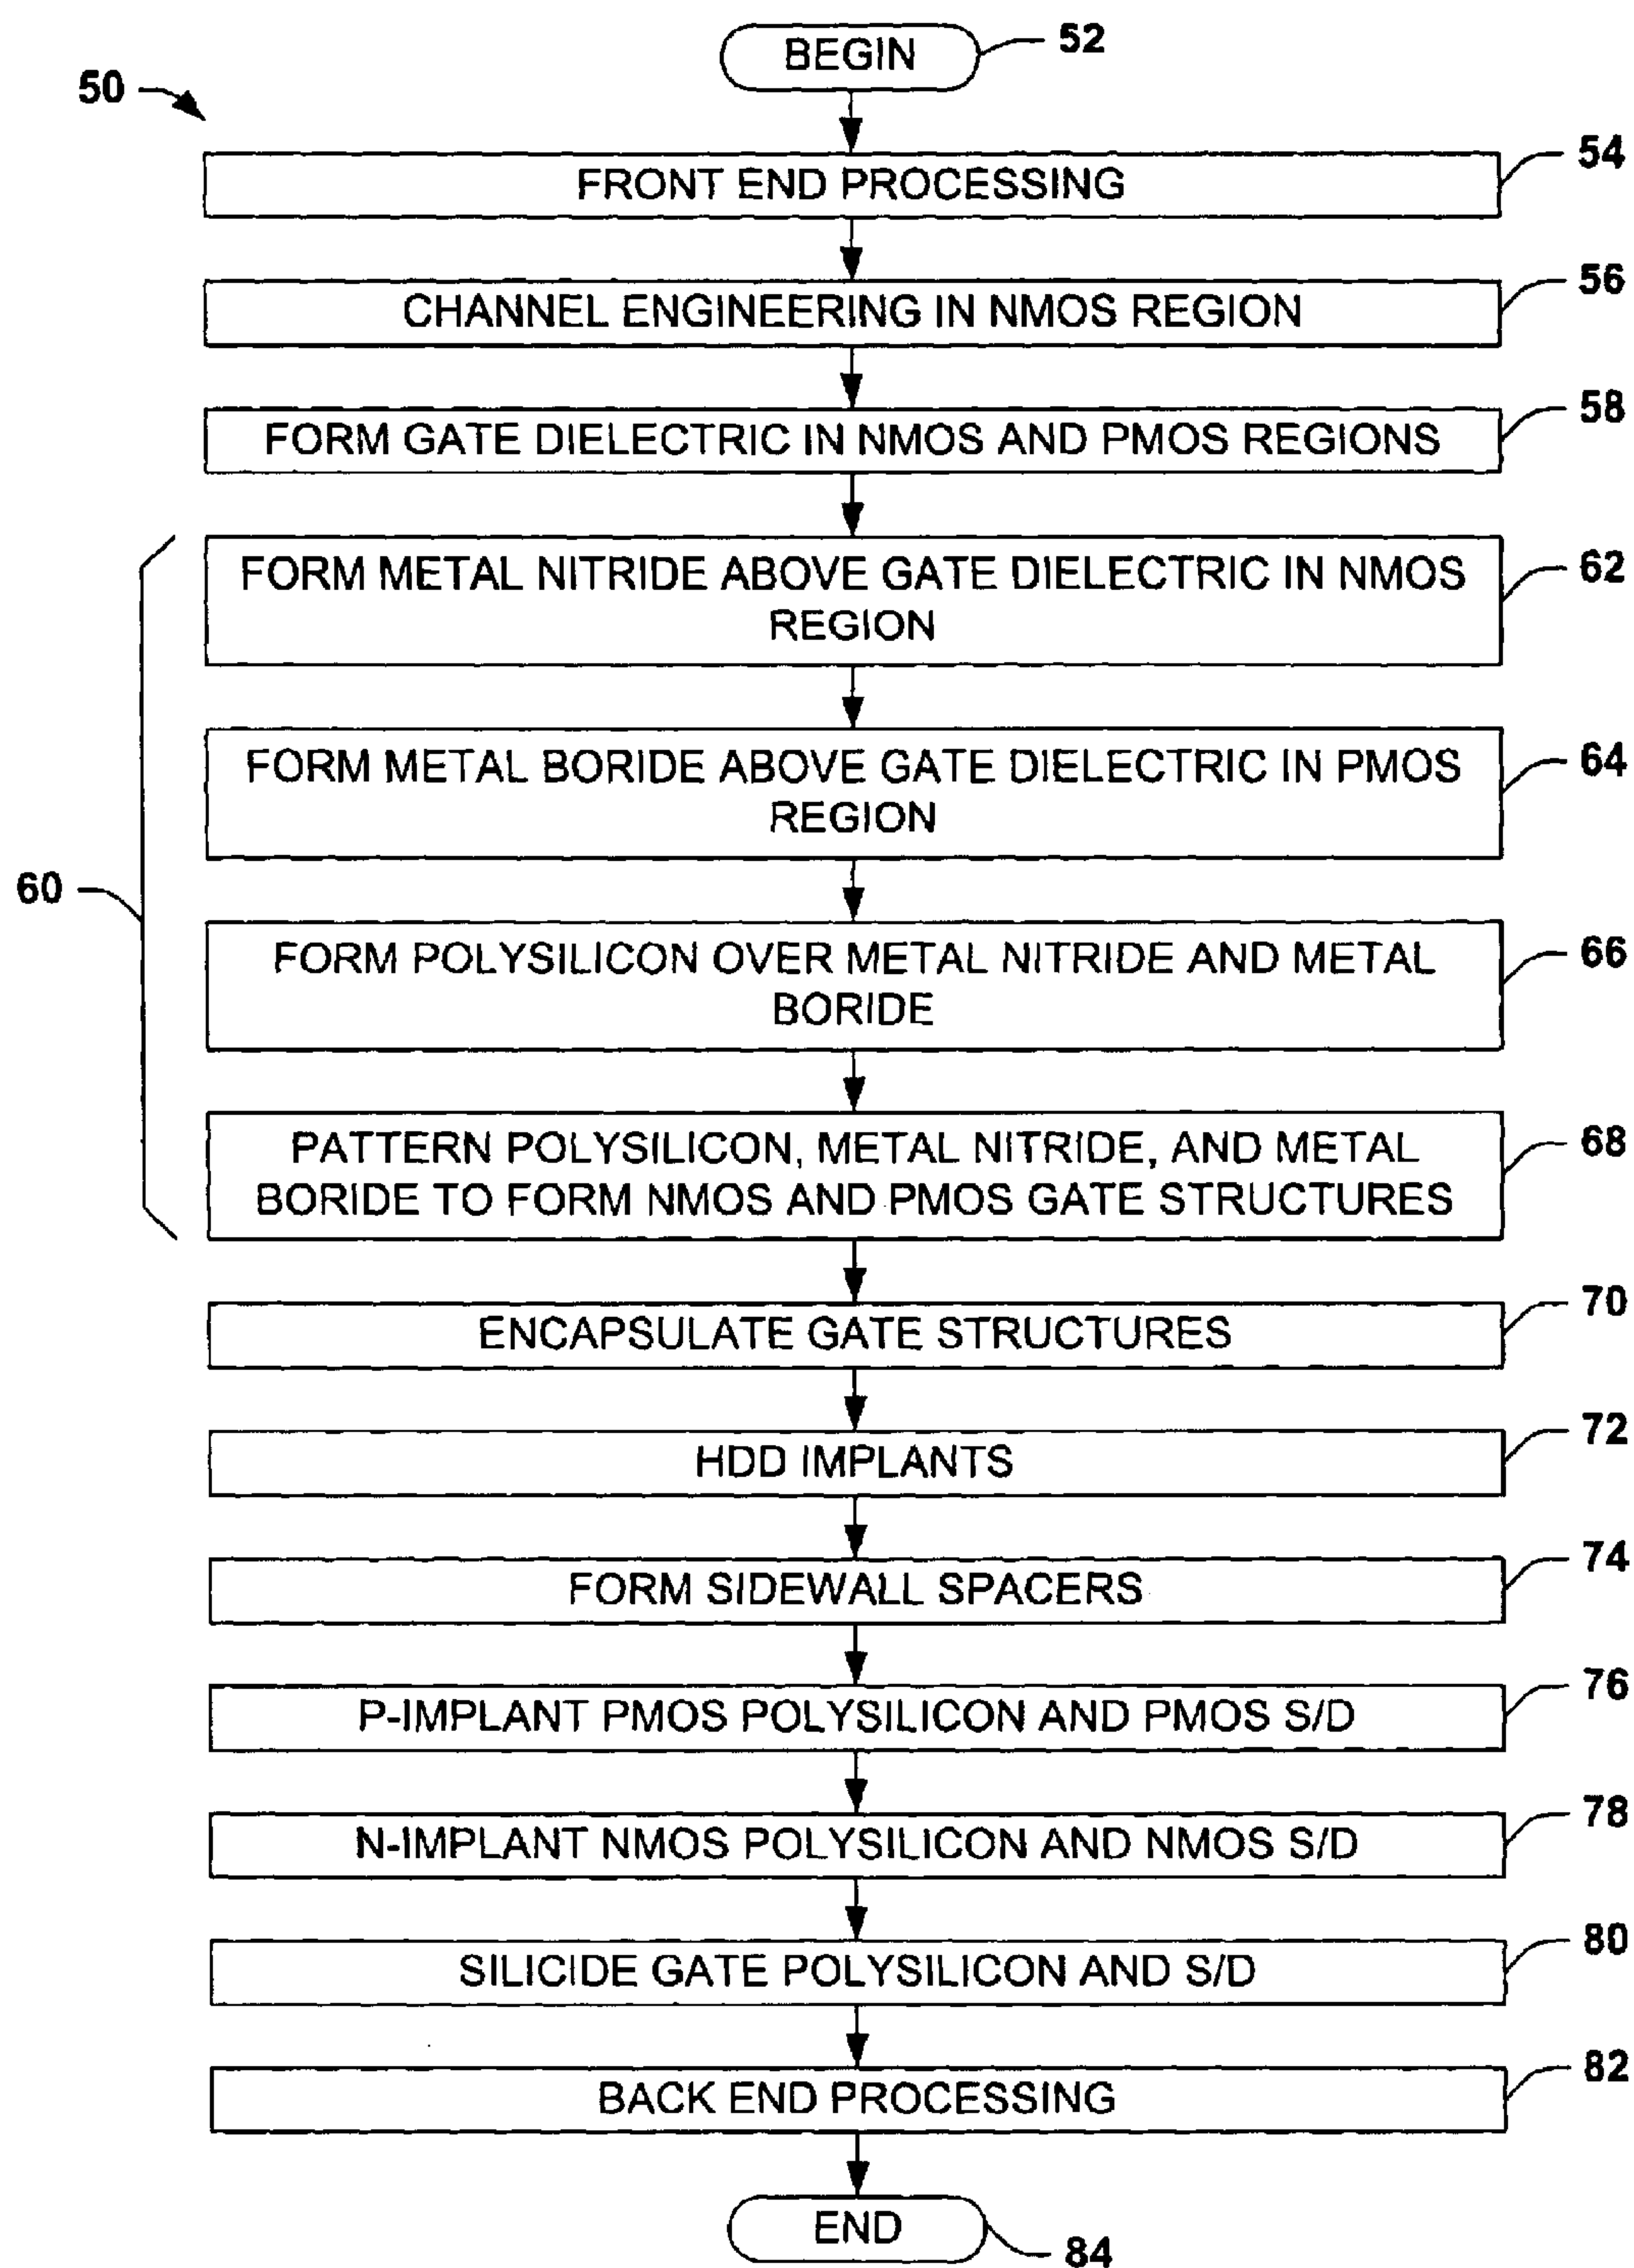 BEGIN
52
50
FRONT END PROCESSING
54
CHANNEL ENGINEERING IN NMOS REGION
56
FORM GATE DIELECTRIC IN NMOS AND PMOS REGIONS
58
60
FORM METAL NITRIDE ABOVE GATE DIELECTRIC IN NMOS
REGION
62
FORM METAL BORIDE ABOVE GATE DIELECTRIC IN PMOS
REGION
64
FORM POLYSILICON OVER METAL NITRIDE AND METAL
BORIDE
66
PATTERN POLYSILICON, METAL NITRIDE, AND METAL
BORIDE TO FORM NMOS AND PMOS GATE STRUCTURES
68
ENCAPSULATE GATE STRUCTURES
70
HDD IMPLANTS
72
FORM SIDEWALL SPACERS
74
P-IMPLANT PMOS POLYSILICON AND PMOS S/D
76
N-IMPLANT NMOS POLYSILICON AND NMOS S/D
78
SILICIDE GATE POLYSILICON AND S/D
80
BACK END PROCESSING
82
END
84